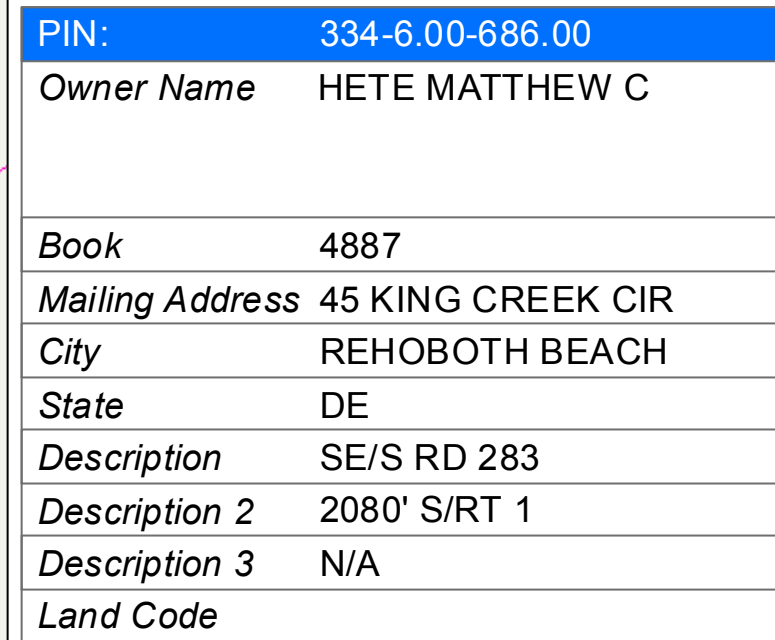 PIN: 334-6.00-686.00
Owner Name HETE MATTHEW C
Book 4887
Mailing Address 45 KING CREEK CIR
City REHOBOTH BEACH
State DE
Description SE/S RD 283
Description 2 2080' S/RT 1
Description 3 N/A
Land Code